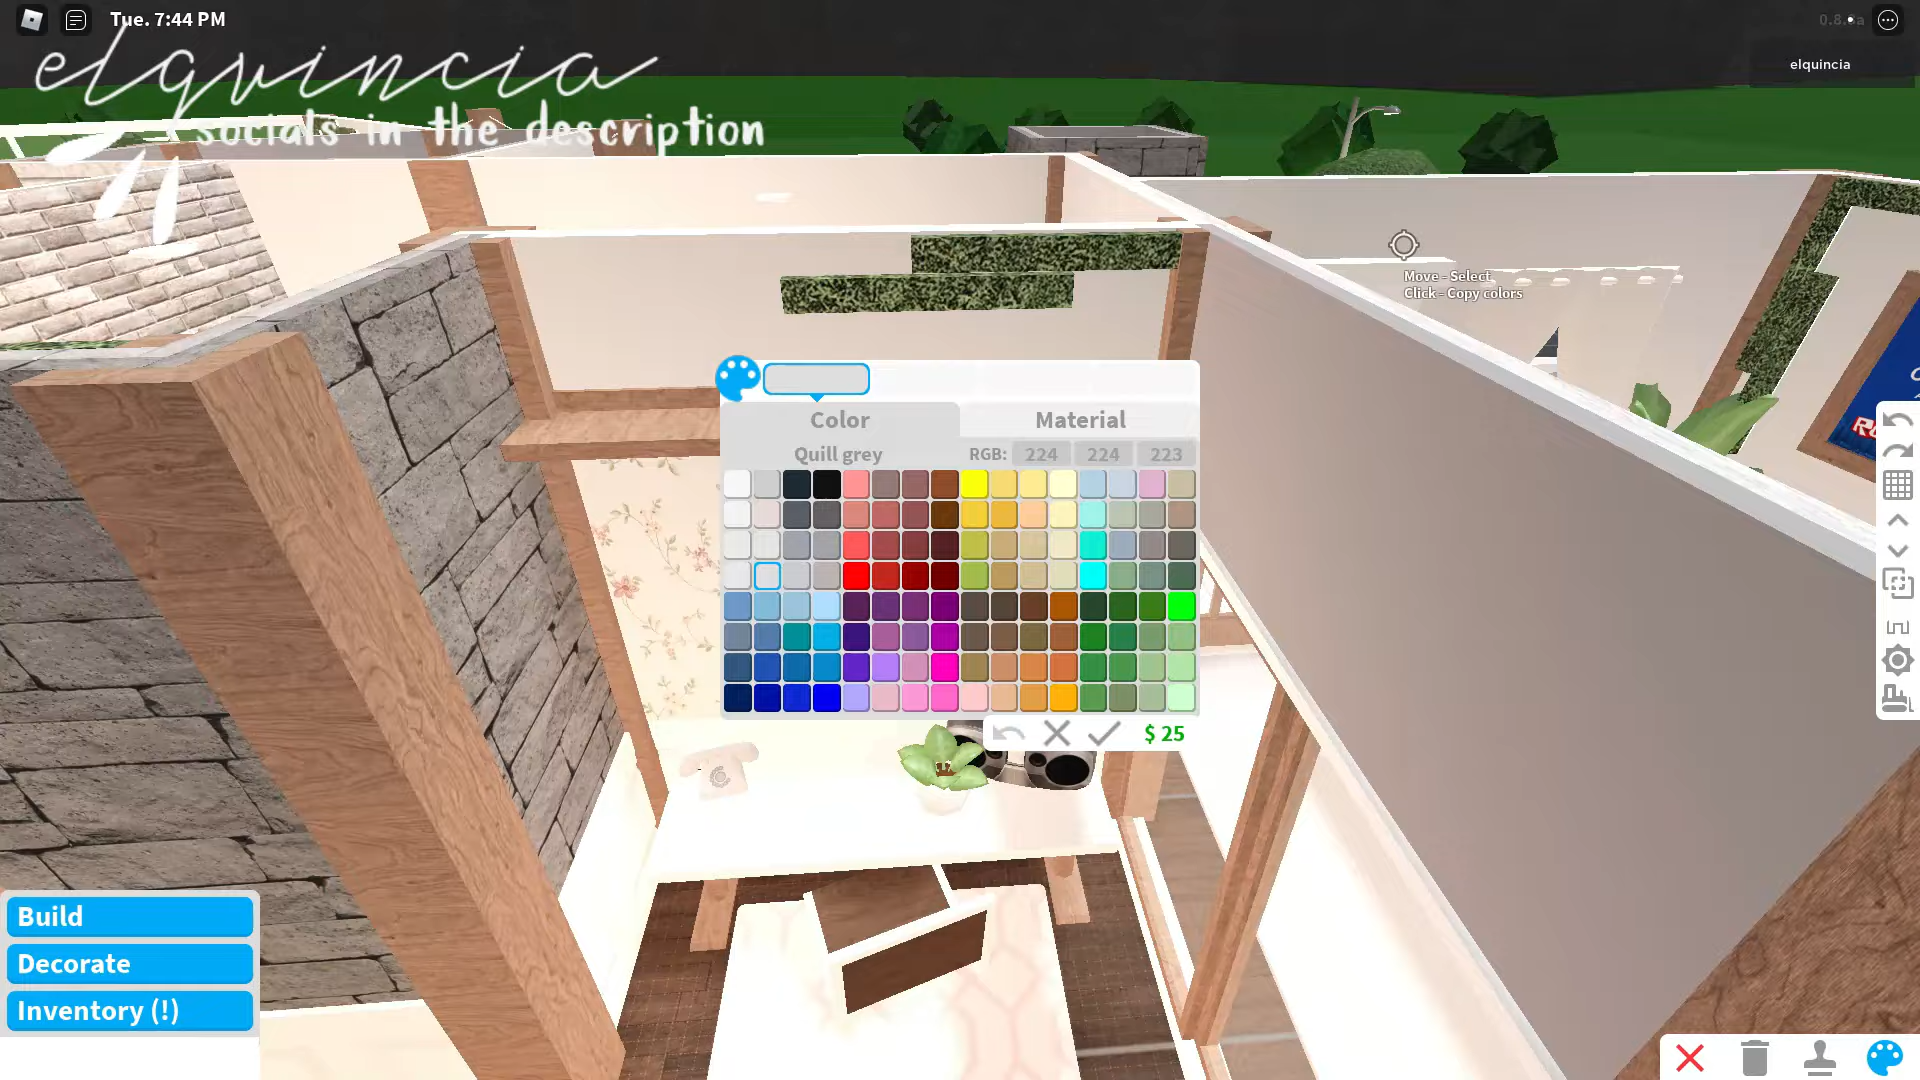 Tue. 7:44 PM
elquincia
elquincia
socials in the description
Move - Select
Click - Copy colors
Color
Material
Quill grey
RGB: 224 224 223
$ 25
Build
Decorate
Inventory (!)